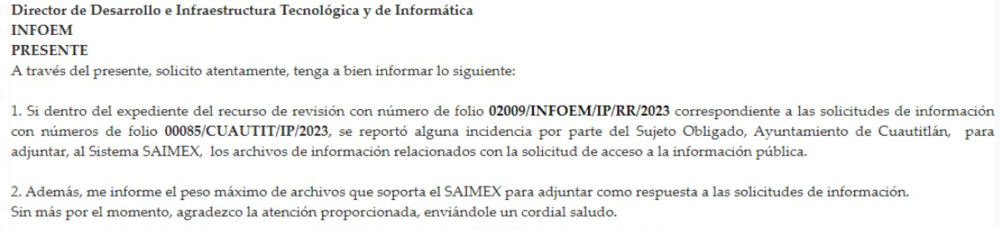 Director de Desarrollo e Infraestructura Tecnológica y de Informática
INFOEM
PRESENTE
A través del presente, solicito atentamente, tenga a bien informar lo siguiente:
1. Si dentro del expediente del recurso de revisión con número de folio 02009/INFOEM/IP/RR/2023 correspondiente a las solicitudes de información
con números de folio 00085/CUAUTIT/IP/2023, se reportó alguna incidencia por parte del Sujeto Obligado, Ayuntamiento de Cuautitlán, para
adjuntar, al Sistema SAIMEX, los archivos de información relacionados con la solicitud de acceso a la información pública.
2. Además, me informe el peso máximo de archivos que soporta el SAIMEX para adjuntar como respuesta a las solicitudes de información.
Sin más por el momento, agradezco la atención proporcionada, enviándole un cordial saludo.